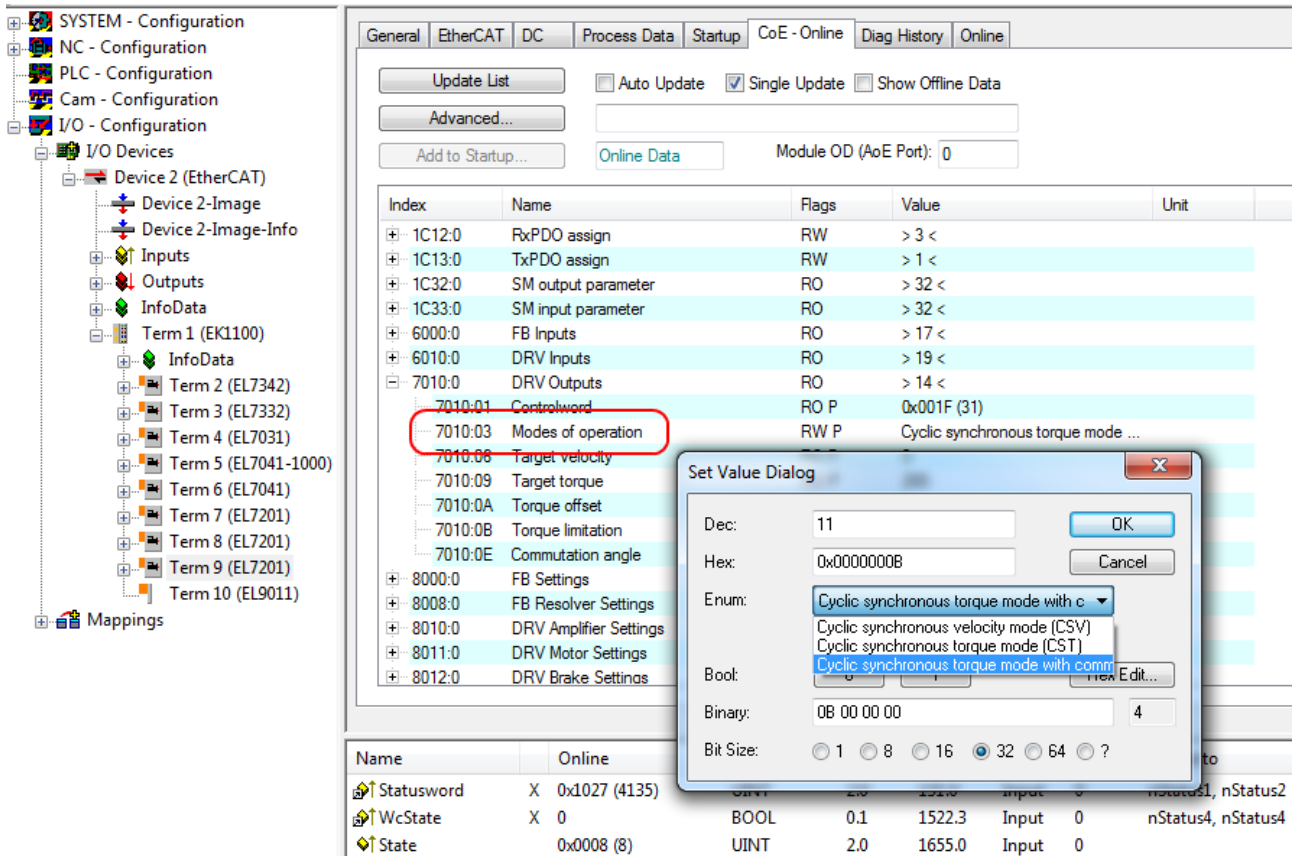 SYSTEM - Configuration
NC - Configuration
PLC - Configuration
Cam - Configuration
I/O - Configuration
I/O Devices
Device 2 (EtherCAT)
Device 2-Image
Device 2-Image-Info
Inputs
Outputs
InfoData
Term 1 (EK1100)
InfoData
Term 2 (EL7342)
Term 3 (EL7332)
Term 4 (EL7031)
Term 5 (EL7041-1000)
Term 6 (EL7041)
Term 7 (EL7201)
Term 8 (EL7201)
Term 9 (EL7201)
Term 10 (EL9011)
Mappings
General EtherCAT DC Process Data Startup CoE - Online Diag History Online
Update List Auto Update Single Update Show Offline Data
Advanced...
Add to Startup... Online Data Module OD (AoE Port): 0
Index Name Flags Value Unit
1C12:0 RxPDO assign RW > 3 <
1C13:0 TxPDO assign RW > 1 <
1C32:0 SM output parameter RO > 32 <
1C33:0 SM input parameter RO > 32 <
6000:0 FB Inputs RO > 17 <
6010:0 DRV Inputs RO > 19 <
7010:0 DRV Outputs RO > 14 <
7010:01 Controlword RO P 0x001F (31)
7010:03 Modes of operation RW P Cyclic synchronous torque mode ...
7010:06 Target velocity
7010:09 Target torque
7010:0A Torque offset
7010:0B Torque limitation
7010:0E Commutation angle
8000:0 FB Settings
8008:0 FB Resolver Settings
8010:0 DRV Amplifier Settings
8011:0 DRV Motor Settings
8012:0 DRV Brake Settings
Set Value Dialog
Dec: 11 OK
Hex: 0x0000000B Cancel
Enum: Cyclic synchronous torque mode with c
Cyclic synchronous velocity mode (CSV)
Cyclic synchronous torque mode (CST)
Cyclic synchronous torque mode with comm
Bool: Hex Edit...
Binary: 0B 00 00 00 4
Bit Size: 1 8 16 32 64 ?
Name Online to
Statusword X 0x1027 (4135) UINT 2.0 Input 0 nStatus1, nStatus2
WcState X 0 BOOL 0.1 1522.3 Input 0 nStatus4, nStatus4
State 0x0008 (8) UINT 2.0 1655.0 Input 0